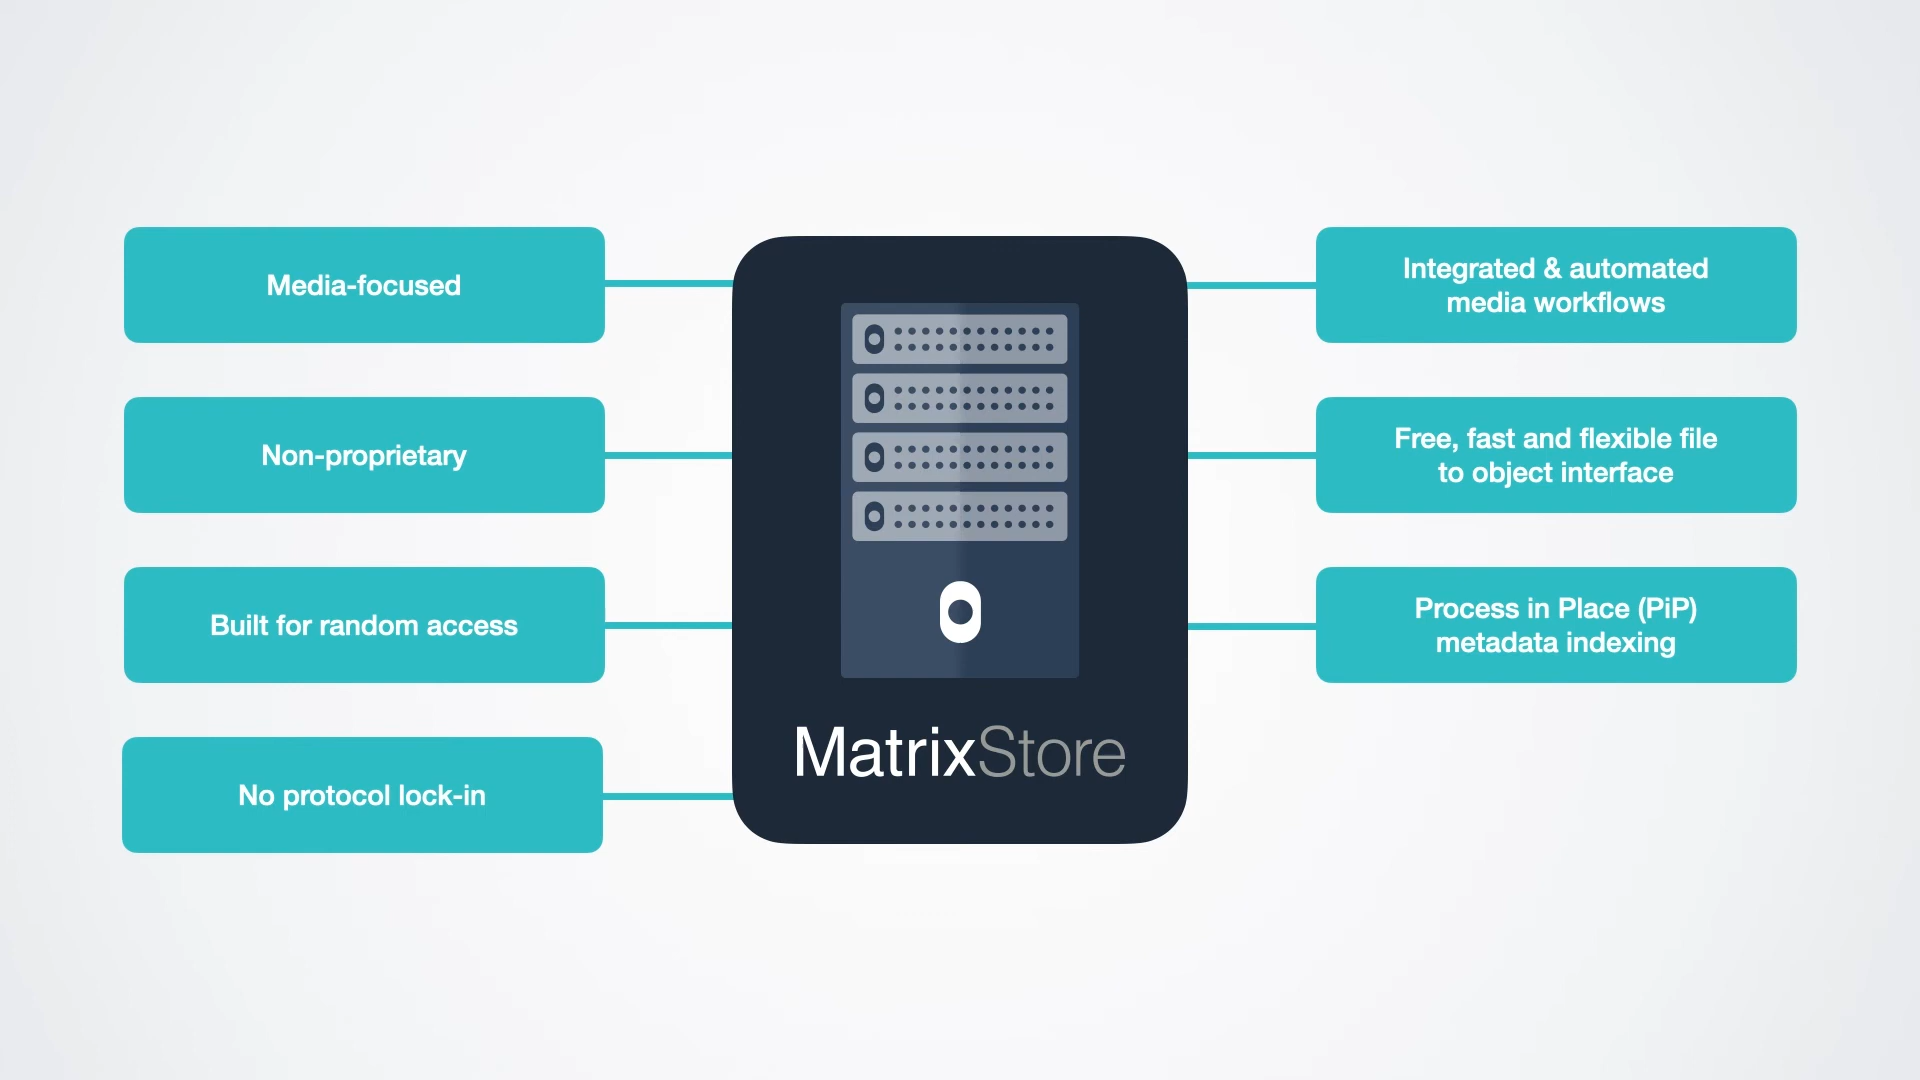 Media-focused
Non-proprietary
Built for random access
No protocol lock-in
MatrixStore
Integrated & automated
media workflows
Free, fast and flexible file
to object interface
Process in Place (PiP)
metadata indexing